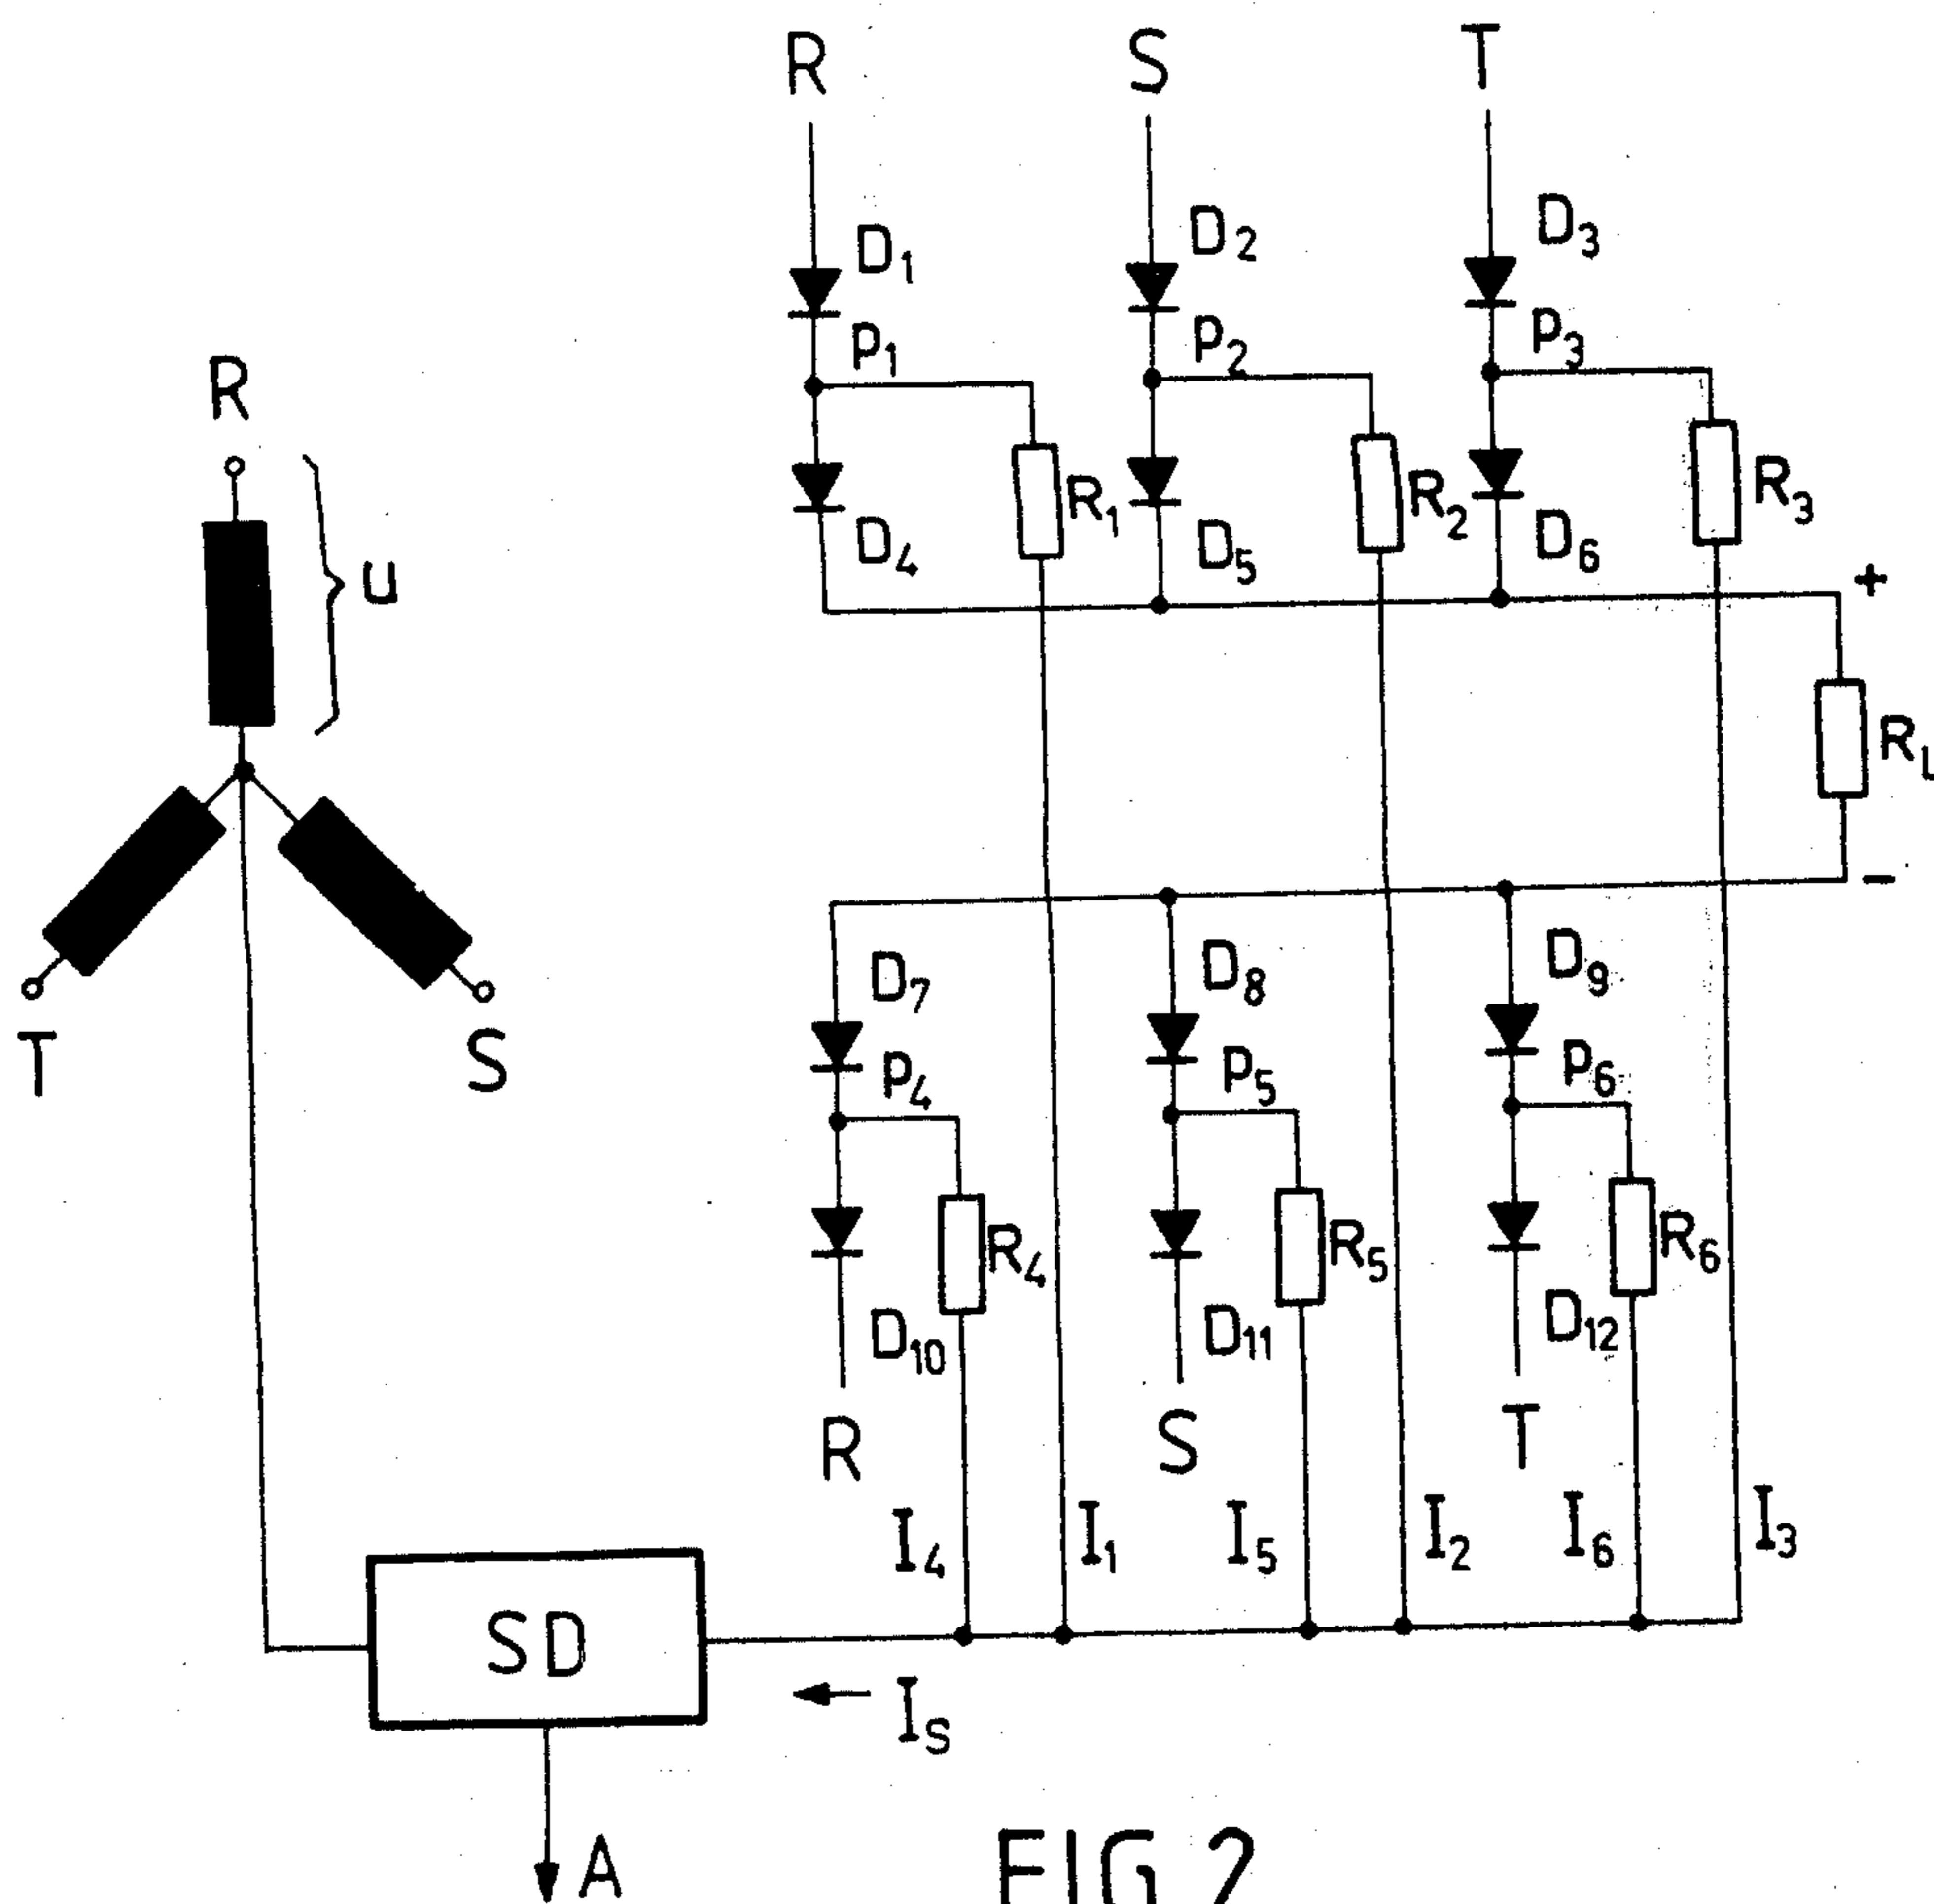 R S T
D1 D2 D3
P1 P2 P3
R
U
R1 R2 R3
D4 D5 D6
+
RL
-
D7 D8 D9
T S
P4 P5 P6
R4 R5 R6
D10 D11 D12
R S T
I4 I1 I5 I2 I6 I3
SD
IS
A
FIG.2